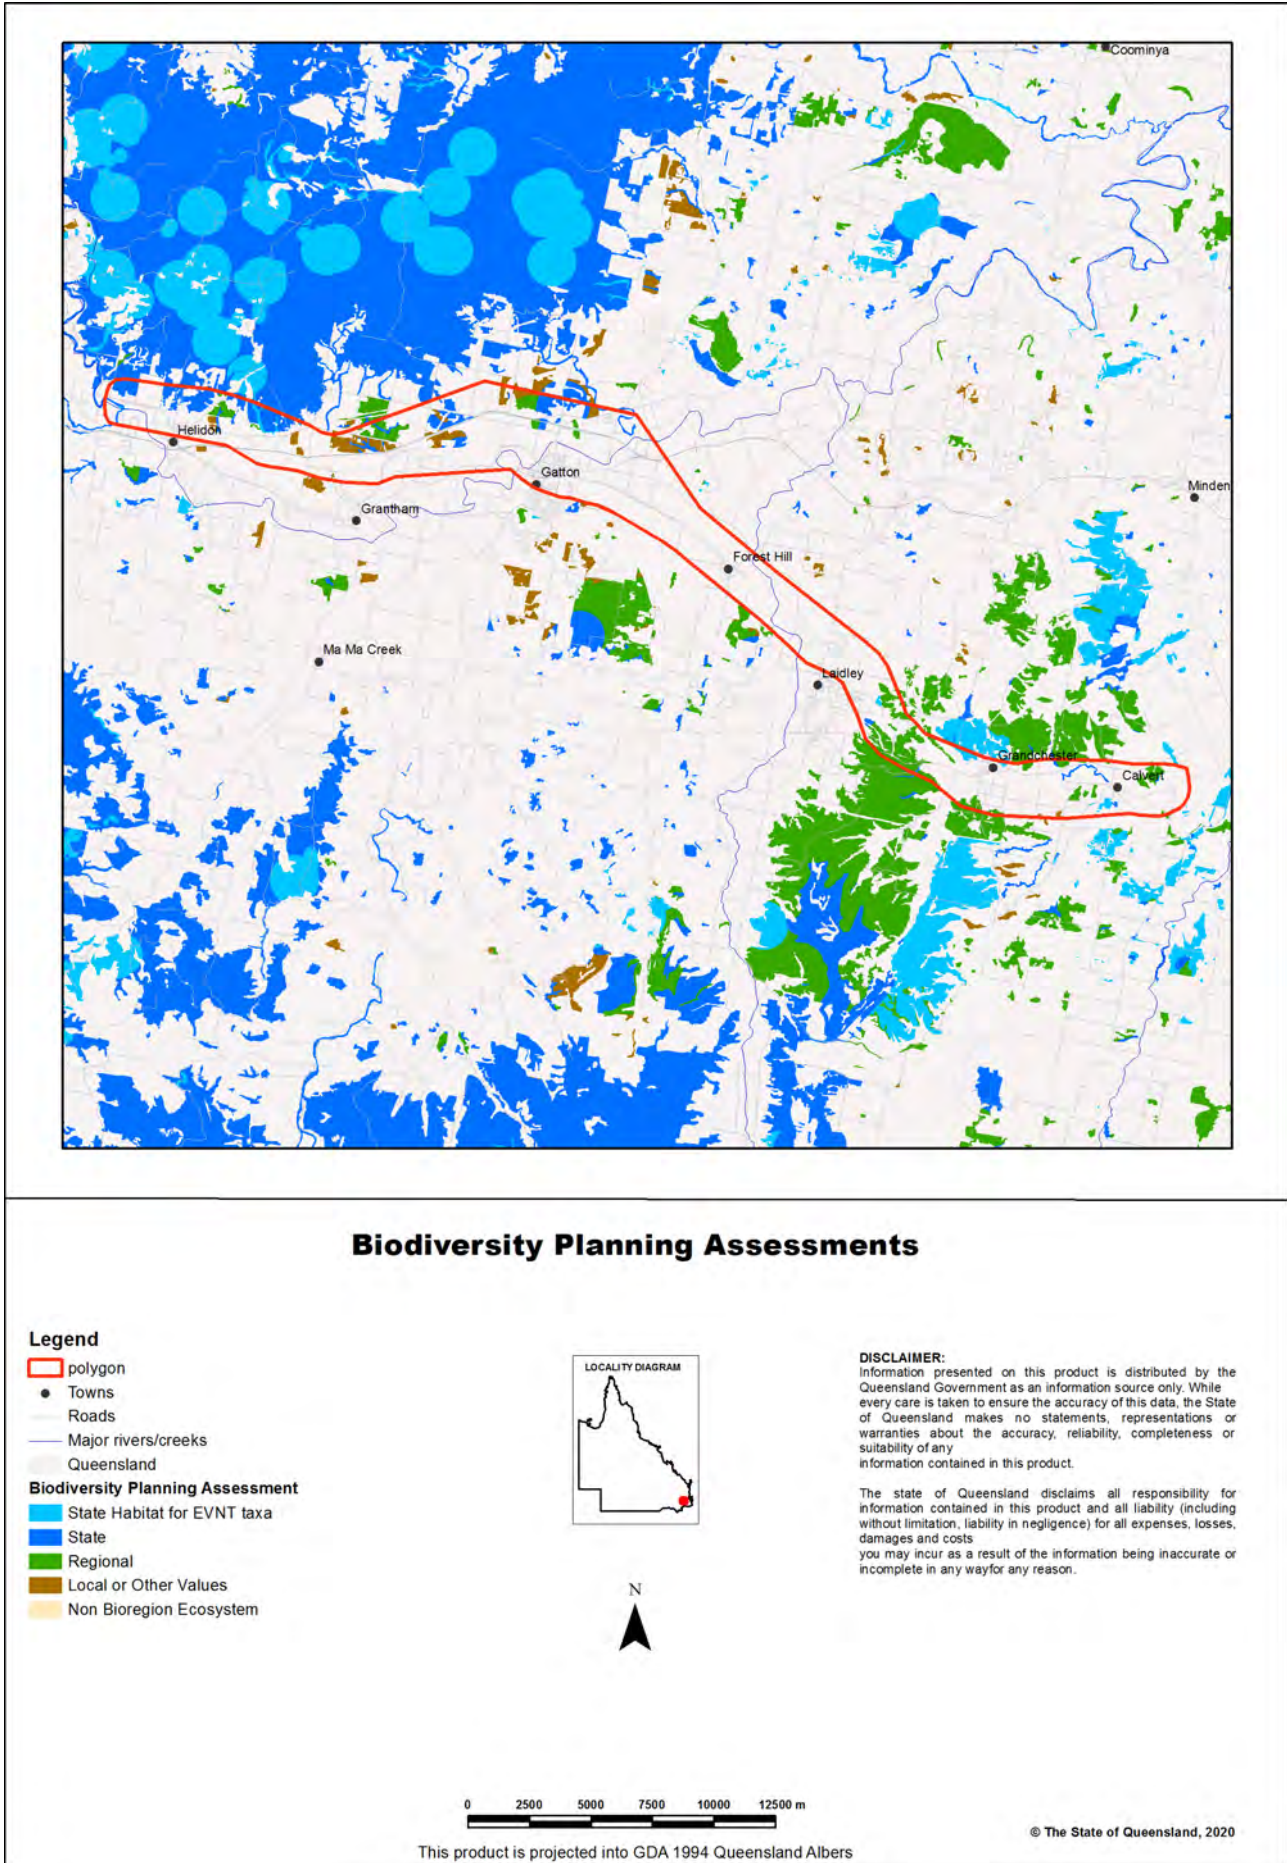 Coominya
Helidon
Gatton
Minden
Grantham
Forest Hill
Ma Ma Creek
Laidley
Grandchester
Calvert
Biodiversity Planning Assessments
Legend
polygon
Towns
Roads
Major rivers/creeks
Queensland
Biodiversity Planning Assessment
State Habitat for EVNT taxa
State
Regional
Local or Other Values
Non Bioregion Ecosystem
LOCALITY DIAGRAM
N
DISCLAIMER:
Information presented on this product is distributed by the
Queensland Government as an information source only. While
every care is taken to ensure the accuracy of this data, the State
of Queensland makes no statements, representations or
warranties about the accuracy, reliability, completeness or
suitability of any
information contained in this product.
The state of Queensland disclaims all responsibility for
information contained in this product and all liability (including
without limitation, liability in negligence) for all expenses, losses,
damages and costs
you may incur as a result of the information being inaccurate or
incomplete in any wayfor any reason.
0 2500 5000 7500 10000 12500 m
This product is projected into GDA 1994 Queensland Albers
© The State of Queensland, 2020